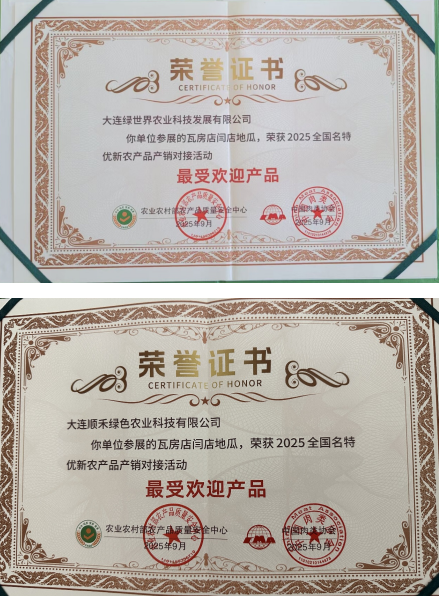 荣誉证书
CERTIFICATE OF HONOR
大连绿世界农业科技发展有限公司
你单位参展的瓦房店闫店地瓜，荣获2025全国名特
优新农产品产销对接活动
最受欢迎产品
农业农村部农产品质量安全中心 中国肉类协会
2025年9月 2025年9月
荣誉证书
CERTIFICATE OF HONOR
大连顺禾绿色农业科技有限公司
你单位参展的瓦房店闫店地瓜，荣获2025全国名特
优新农产品产销对接活动
最受欢迎产品
农业农村部农产品质量安全中心 中国肉类协会
2025年9月 2025年9月